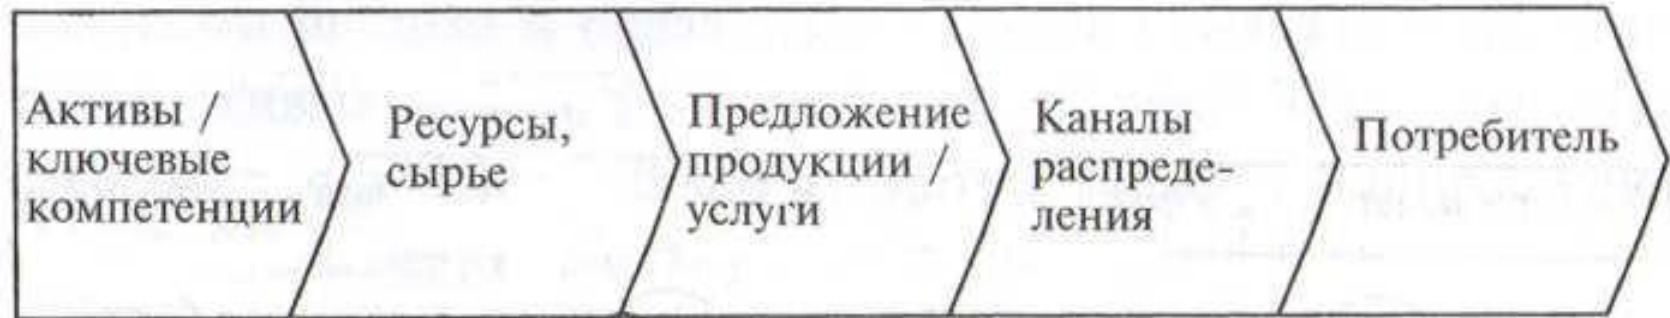 Активы /
ключевые
компетенции
Ресурсы,
сырье
Предложение
продукции /
услуги
Каналы
распреде-
ления
Потребитель